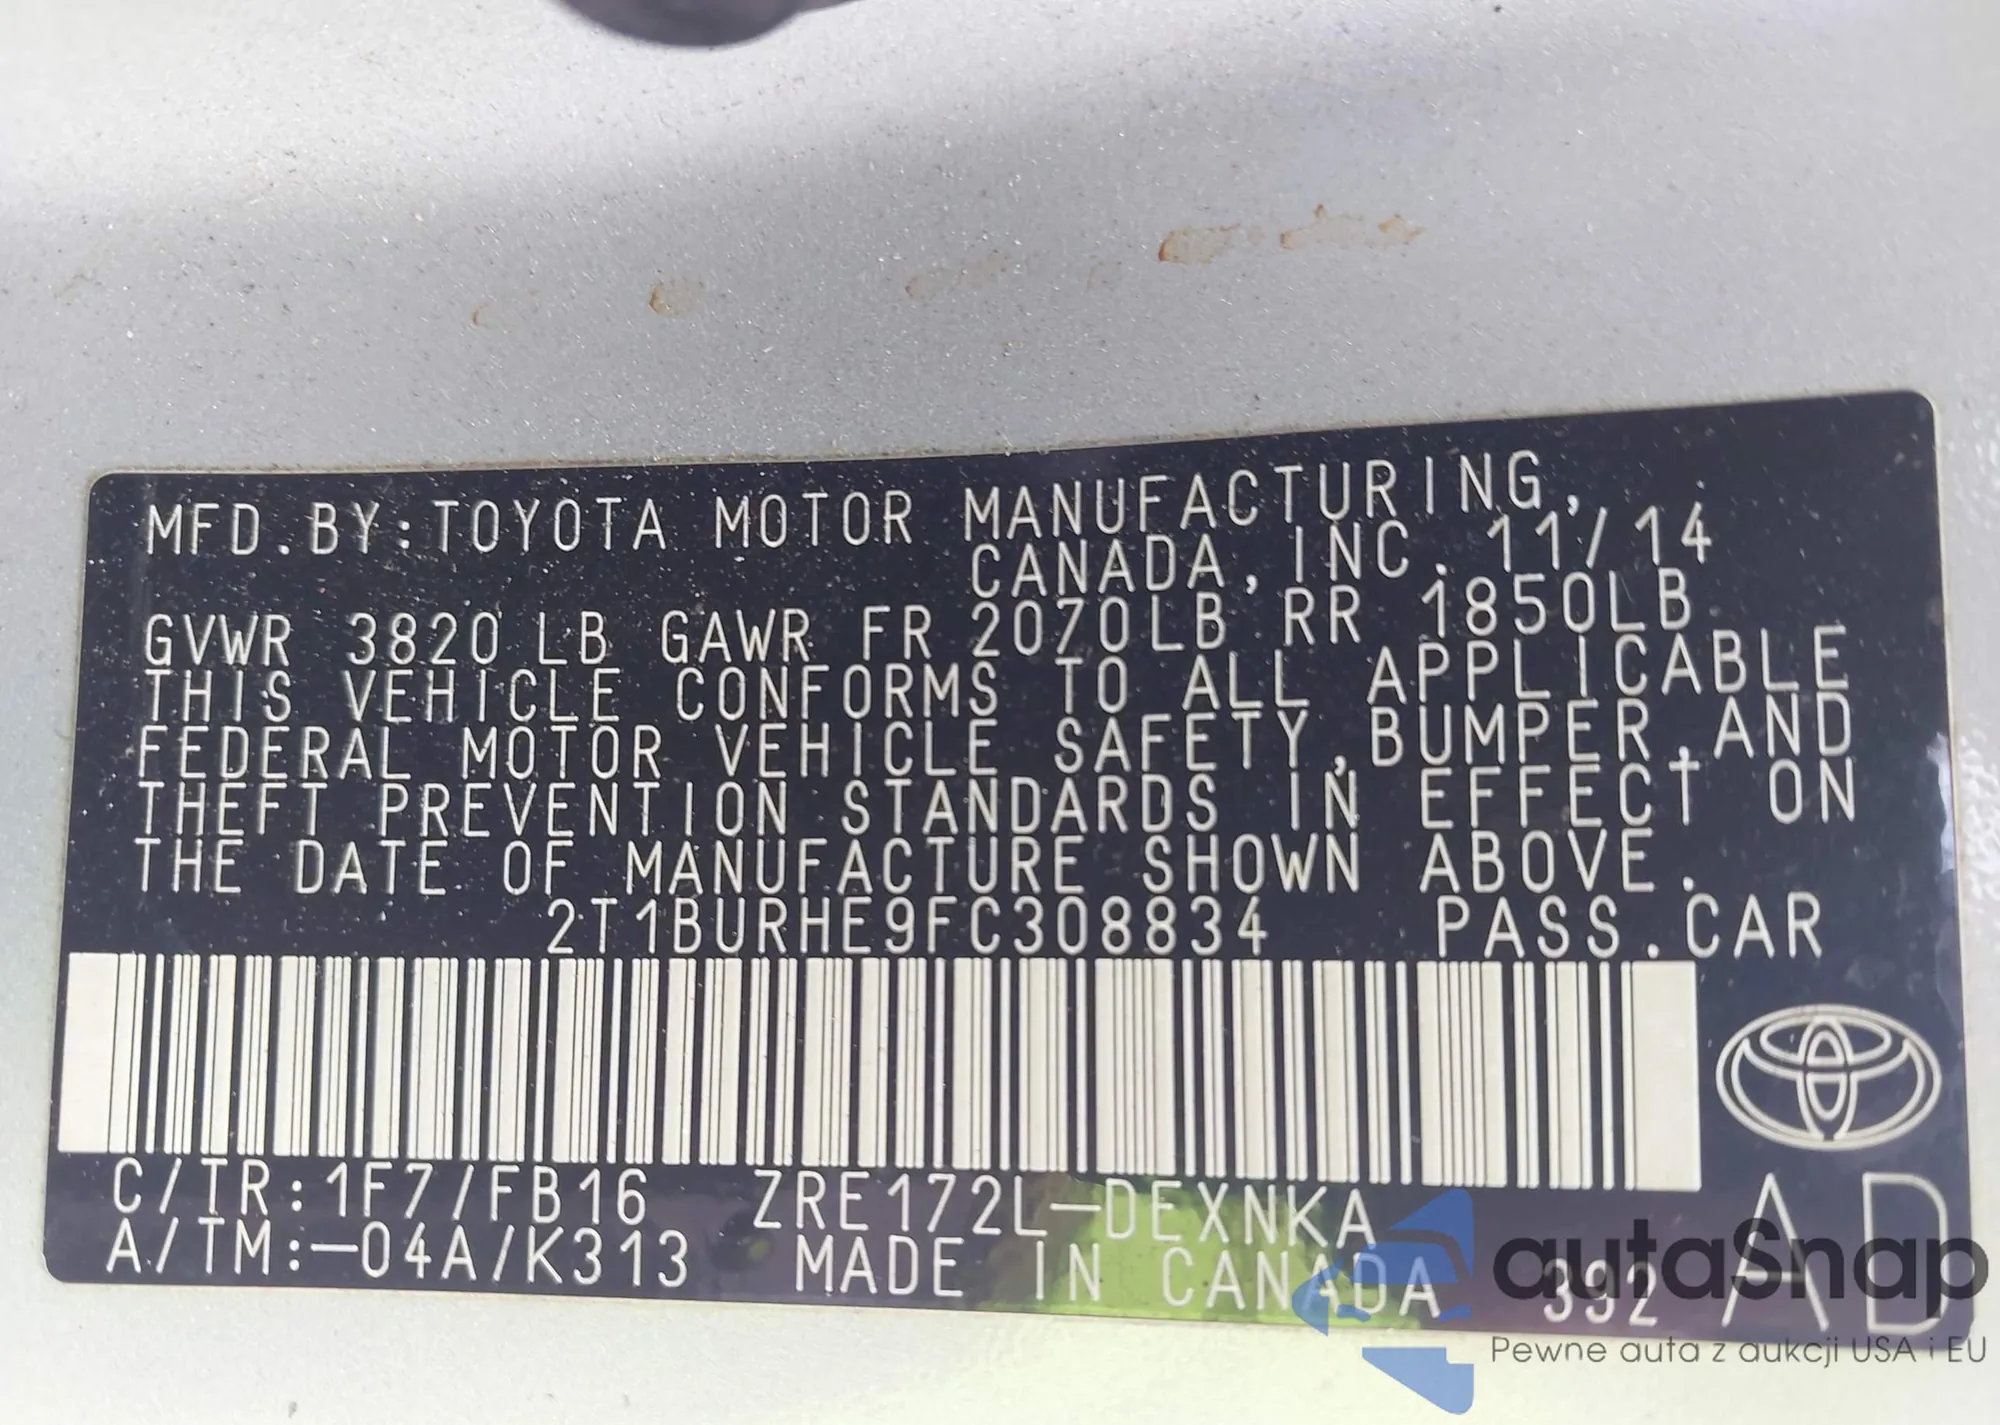 MFD.BY:TOYOTA MOTOR MANUFACTURING,
CANADA, INC. 11/14
GVWR 3820 LB GAWR FR 2070LB RR 1850LB
THIS VEHICLE CONFORMS TO ALL APPLICABLE
FEDERAL MOTOR VEHICLE SAFETY,BUMPER,AND
THEFT PREVENTION STANDARDS IN EFFECT ON
THE DATE OF MANUFACTURE SHOWN ABOVE.
2T1BURHE9FC308834 PASS.CAR
C/TR:1F7/FB16 ZRE172L-DEXNKA
A/TM:-04A/K313 MADE IN CANADA 392
AD
autaSnap
Pewne auta z aukcji USA i EU